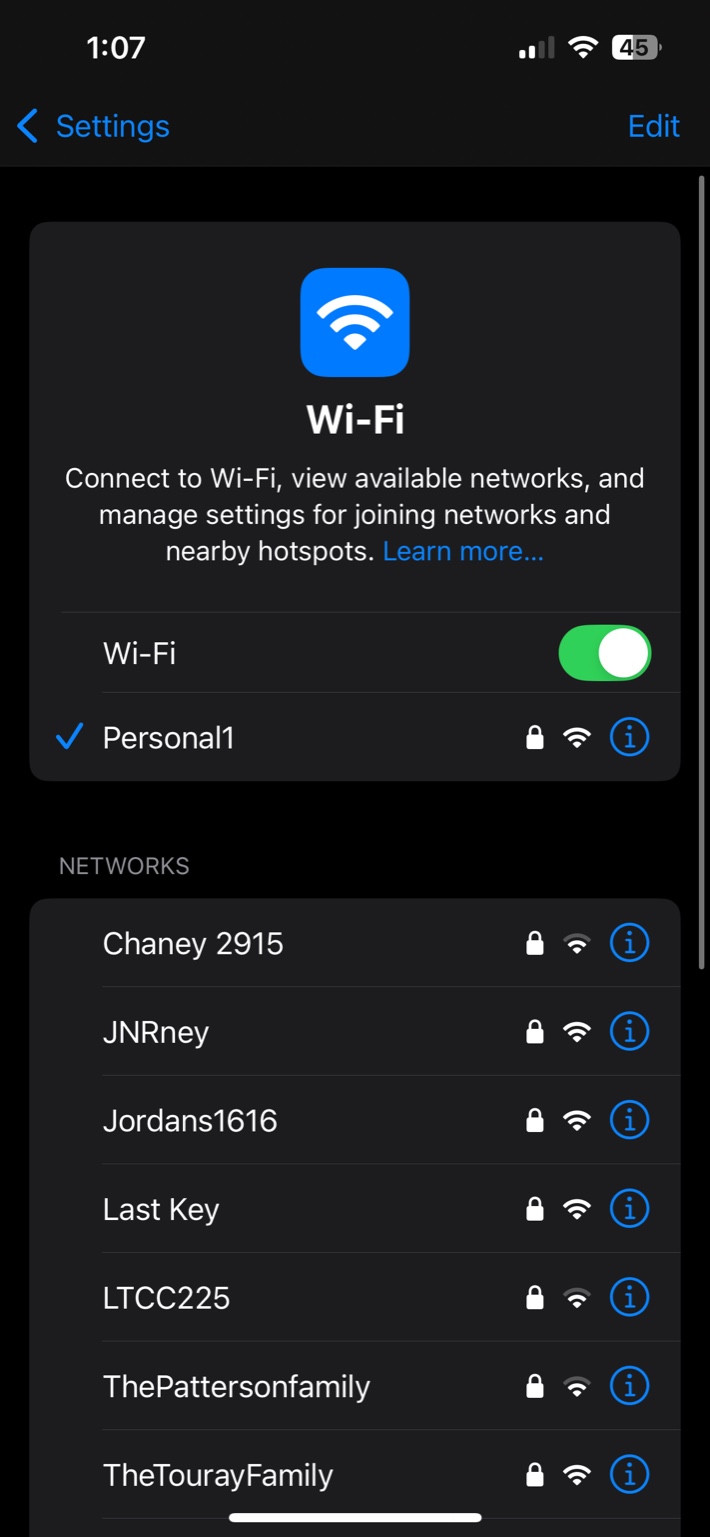 1:07
45
Settings
Edit
Wi-Fi
Connect to Wi-Fi, view available networks, and
manage settings for joining networks and
nearby hotspots. Learn more...
Wi-Fi
Personal1
NETWORKS
Chaney 2915
JNRney
Jordans1616
Last Key
LTCC225
ThePattersonfamily
TheTourayFamily